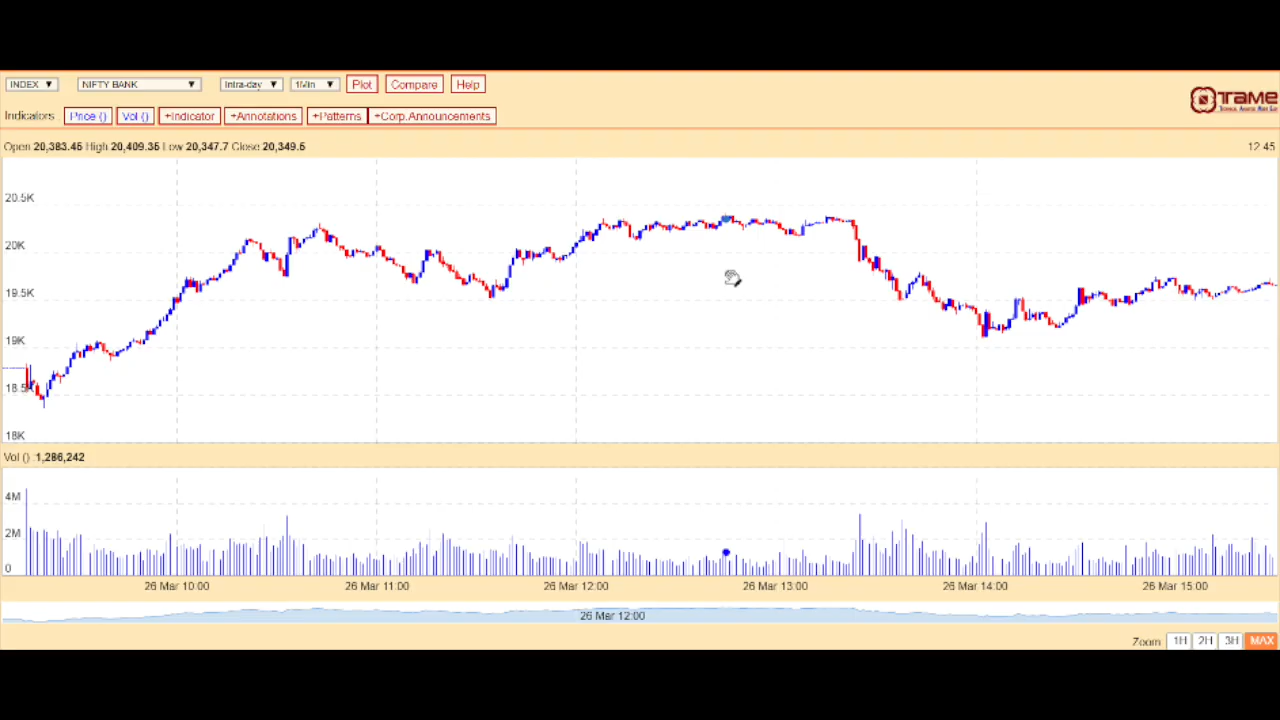 INDEX ▼ NIFTY BANK ▼ Intra-day ▼ 1Min ▼ Plot Compare Help
TRAME
Indicators Price () Vol () +Indicator +Annotations +Patterns +Corp.Announcements
Open 20,383.45 High 20,409.35 Low 20,347.7 Close 20,349.5 12 45
20.5K
20K
19.5K
19K
18.5K
18K
Vol () 1,286,242
4M
2M
0
26 Mar 10:00 26 Mar 11:00 26 Mar 12:00 26 Mar 13:00 26 Mar 14:00 26 Mar 15:00
26 Mar 12:00
Zoom 1H 2H 3H MAX